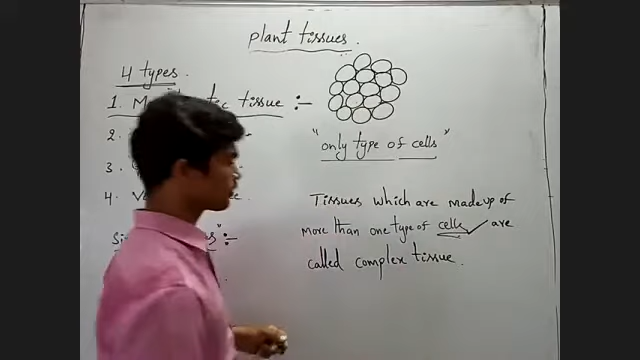 plant tissues.
4 types.
1. tissue :-
2.
3.
4.
"only type of cells"
Tissues which are made up of
more than one type of cells are
called complex tissue.